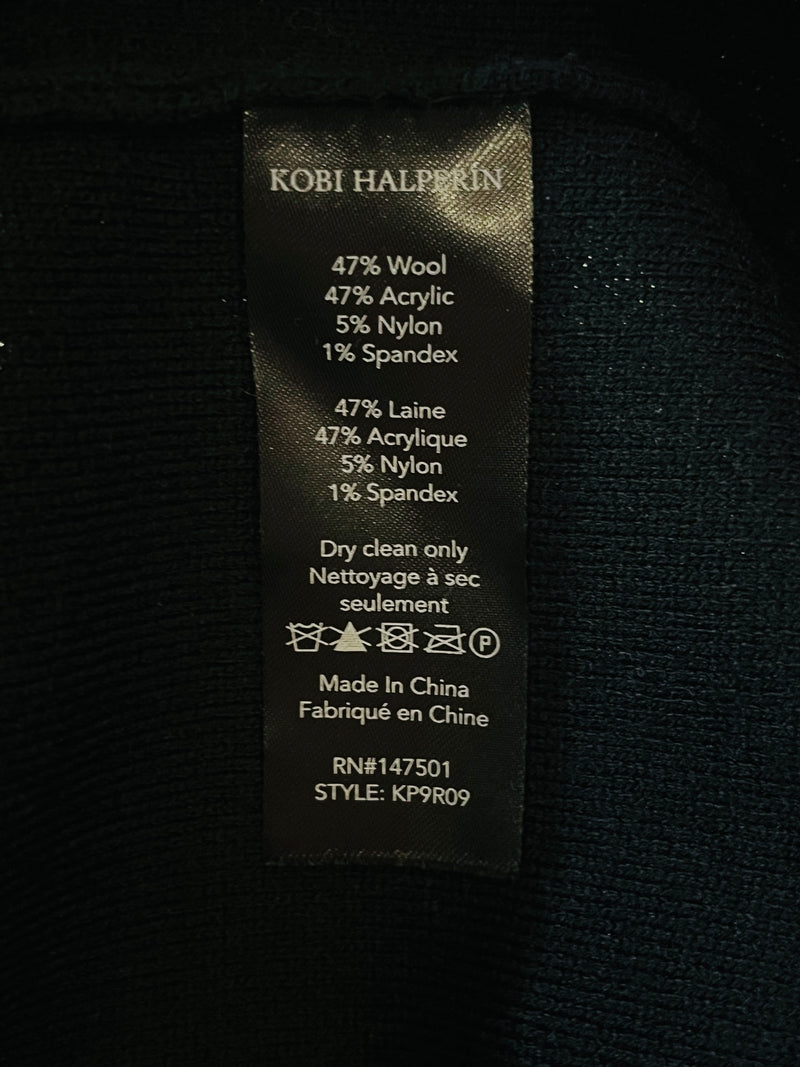 KOBI HALPERIN
47% Wool
47% Acrylic
5% Nylon
1% Spandex
47% Laine
47% Acrylique
5% Nylon
1% Spandex
Dry clean only
Nettoyage à sec
seulement
P
Made In China
Fabriqué en Chine
RN#147501
STYLE: KP9R09